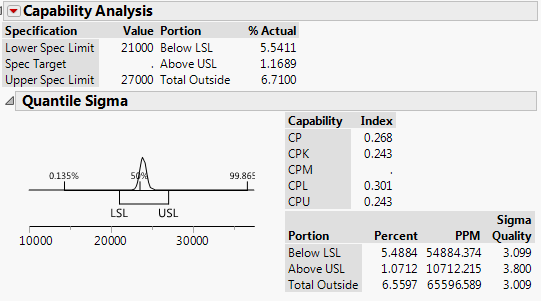 Capability Analysis
Specification Value Portion % Actual
Lower Spec Limit 21000 Below LSL 5.5411
Spec Target . Above USL 1.1689
Upper Spec Limit 27000 Total Outside 6.7100
Quantile Sigma
Capability Index
CP 0.268
CPK 0.243
CPM .
CPL 0.301
CPU 0.243
0.135% 50% 99.865
LSL USL
10000 20000 30000
Sigma
Portion Percent PPM Quality
Below LSL 5.4884 54884.374 3.099
Above USL 1.0712 10712.215 3.800
Total Outside 6.5597 65596.589 3.009